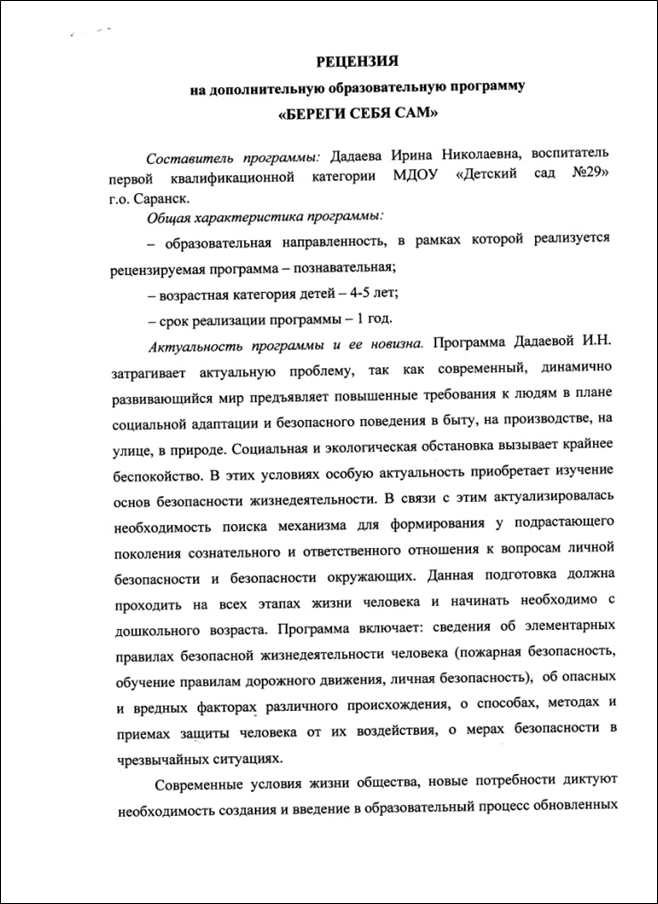 РЕЦЕНЗИЯ
на дополнительную образовательную программу
«БЕРЕГИ СЕБЯ САМ»
Составитель программы: Дадаева Ирина Николаевна, воспитатель
первой квалификационной категории МДОУ «Детский сад №29»
г.о. Саранск.
Общая характеристика программы:
– образовательная направленность, в рамках которой реализуется
рецензируемая программа – познавательная;
– возрастная категория детей – 4-5 лет;
– срок реализации программы – 1 год.
Актуальность программы и ее новизна. Программа Дадаевой И.Н.
затрагивает актуальную проблему, так как современный, динамично
развивающийся мир предъявляет повышенные требования к людям в плане
социальной адаптации и безопасного поведения в быту, на производстве, на
улице, в природе. Социальная и экологическая обстановка вызывает крайнее
беспокойство. В этих условиях особую актуальность приобретает изучение
основ безопасности жизнедеятельности. В связи с этим актуализировалась
необходимость поиска механизма для формирования у подрастающего
поколения сознательного и ответственного отношения к вопросам личной
безопасности и безопасности окружающих. Данная подготовка должна
проходить на всех этапах жизни человека и начинать необходимо с
дошкольного возраста. Программа включает: сведения об элементарных
правилах безопасной жизнедеятельности человека (пожарная безопасность,
обучение правилам дорожного движения, личная безопасность), об опасных
и вредных факторах различного происхождения, о способах, методах и
приемах защиты человека от их воздействия, о мерах безопасности в
чрезвычайных ситуациях.
Современные условия жизни общества, новые потребности диктуют
необходимость создания и введение в образовательный процесс обновленных